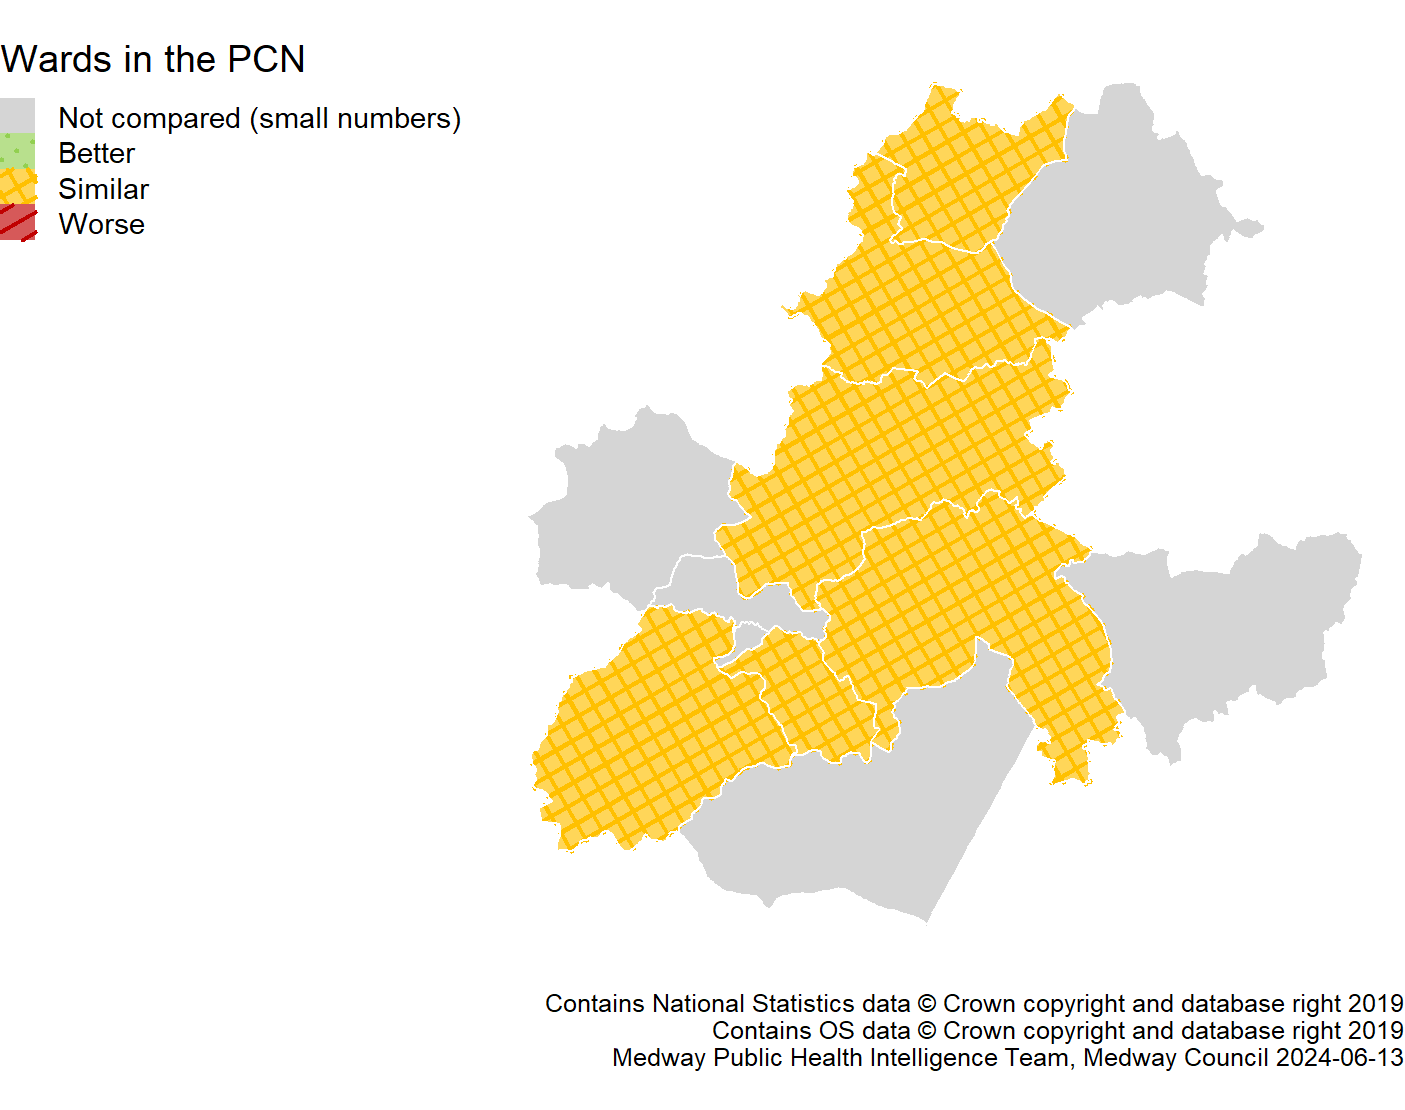 Wards in the PCN
Not compared (small numbers)
Better
Similar
Worse
Contains National Statistics data © Crown copyright and database right 2019
Contains OS data © Crown copyright and database right 2019
Medway Public Health Intelligence Team, Medway Council 2024-06-13